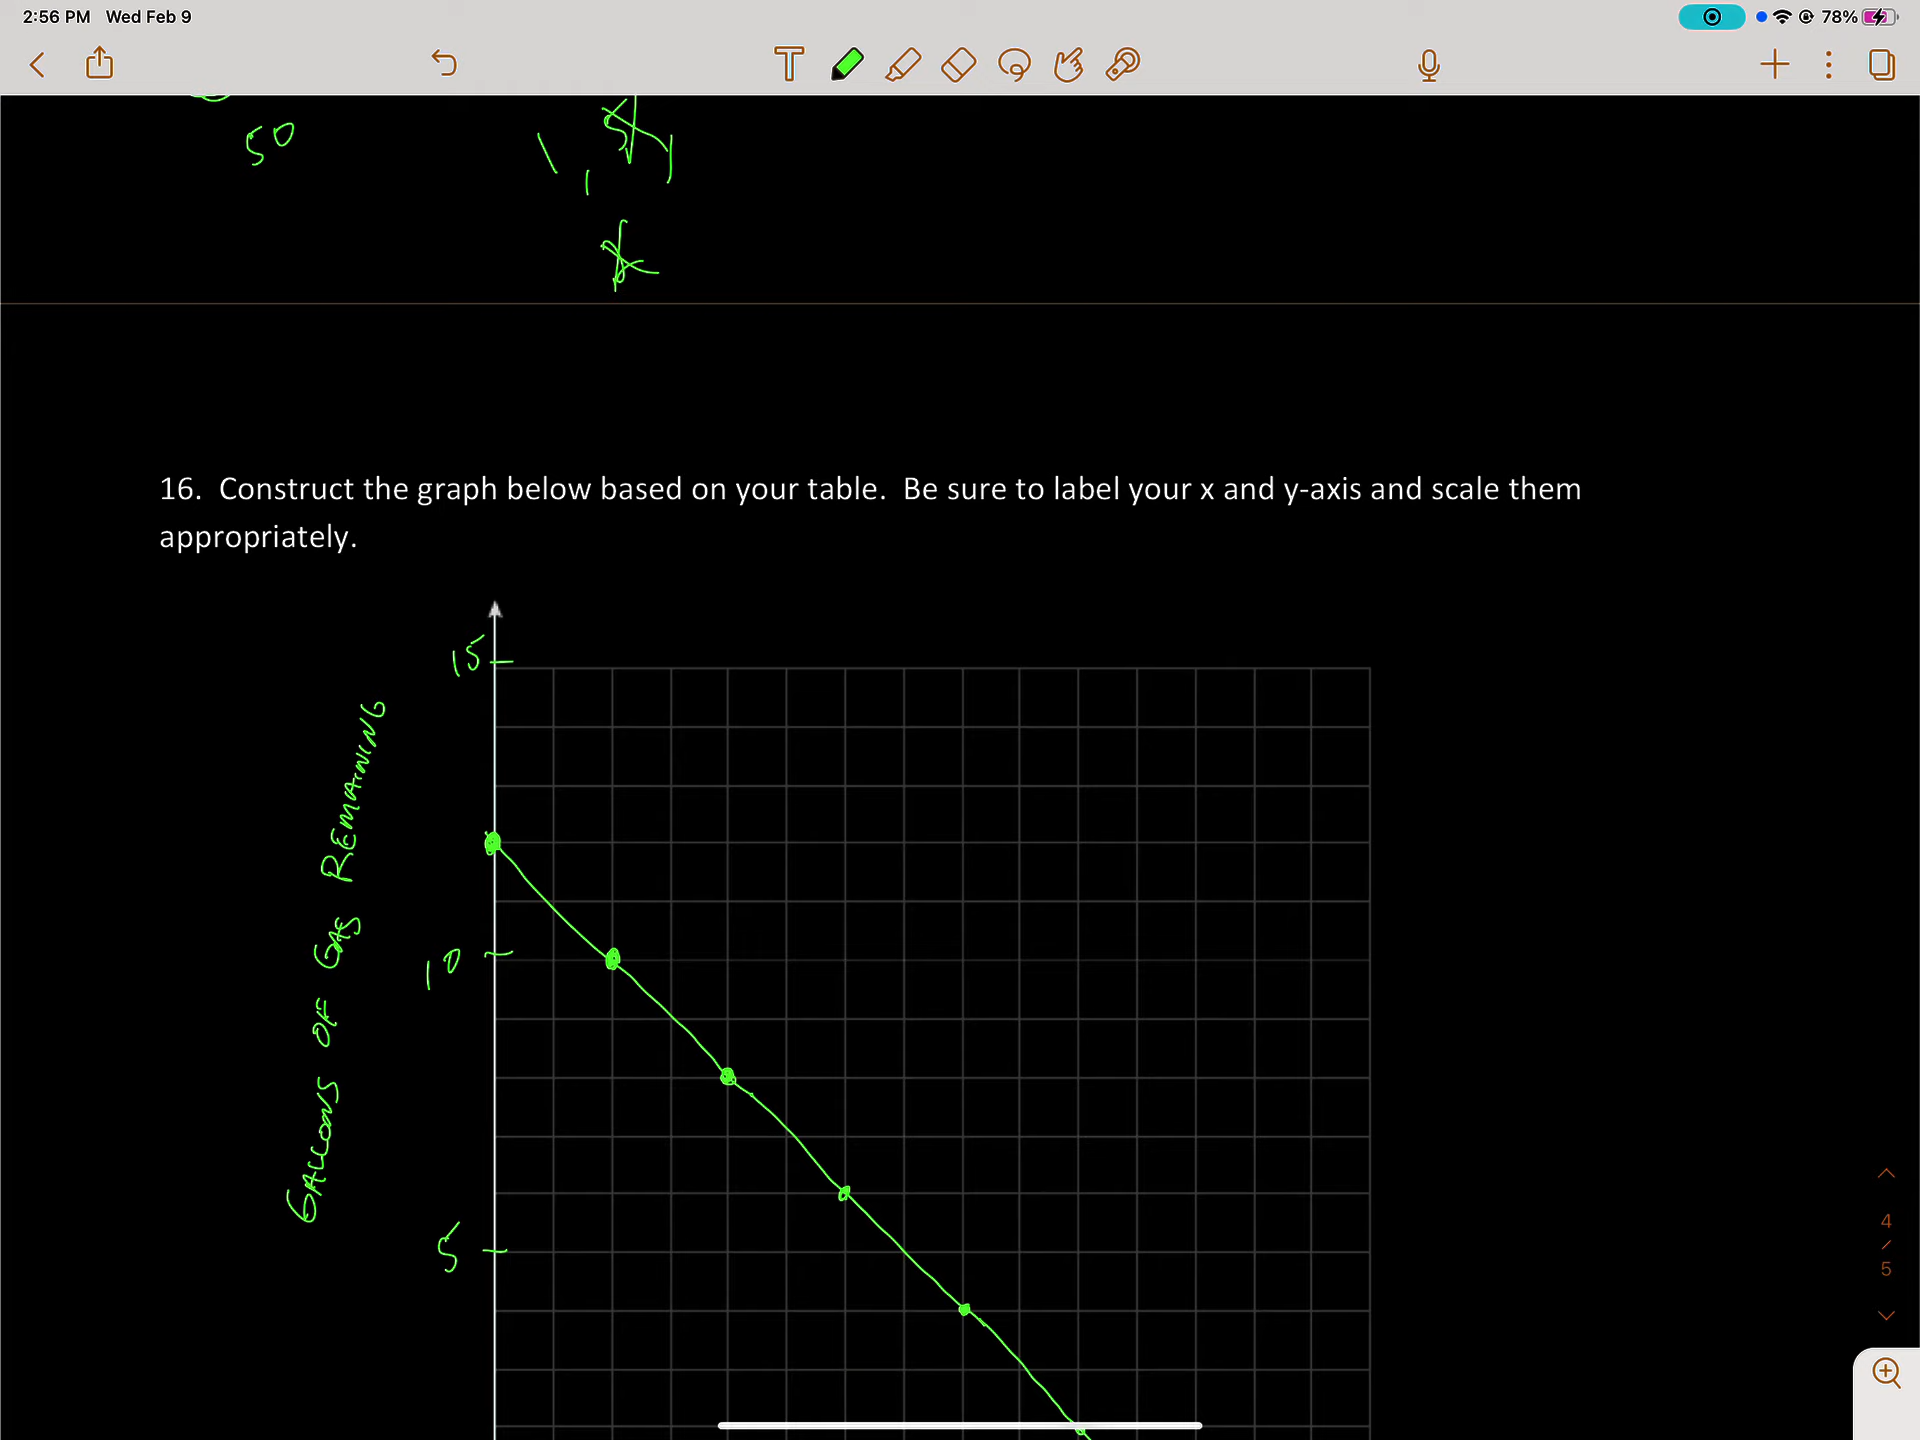 2:56 PM Wed Feb 9
78%
50
16. Construct the graph below based on your table. Be sure to label your x and y-axis and scale them
appropriately.
15
10
5
GALLONS OF GAS REMAINING
4
/
5